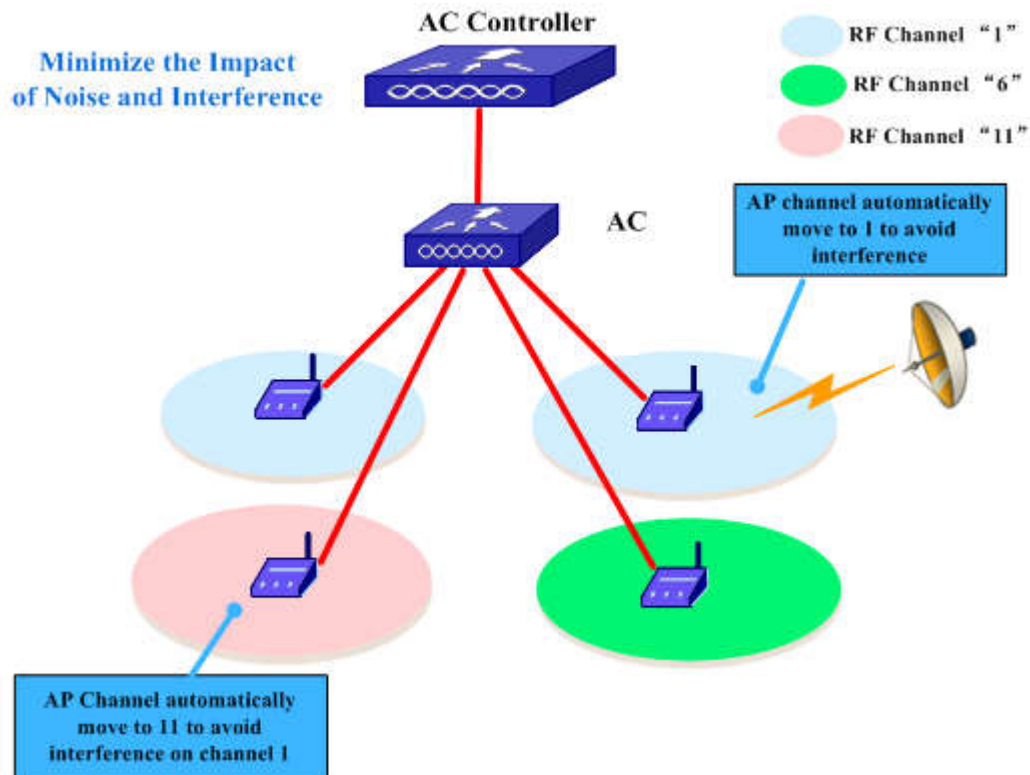 AC Controller
Minimize the Impact
of Noise and Interference
RF Channel “1”
RF Channel “6”
RF Channel “11”
AC
AP channel automatically
move to 1 to avoid
interference
AP Channel automatically
move to 11 to avoid
interference on channel 1